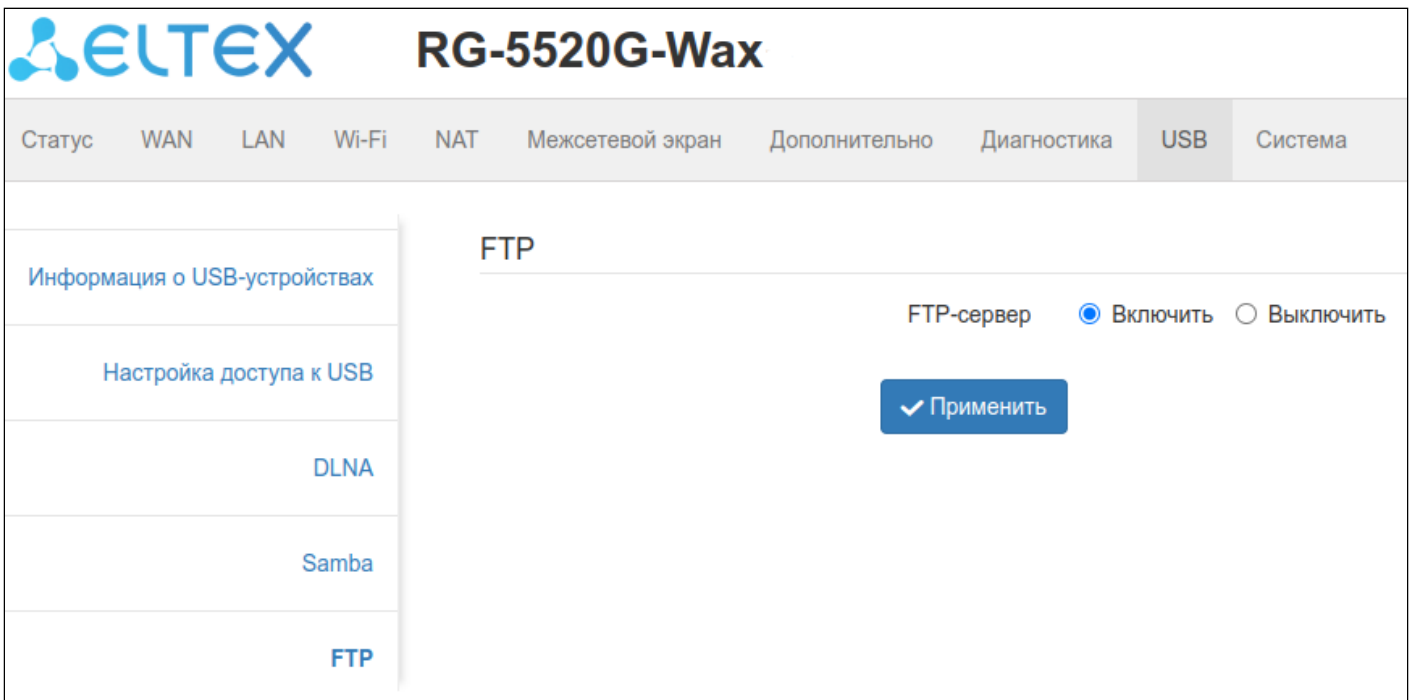 ELTEX RG-5520G-Wax
Статус WAN LAN Wi-Fi NAT Межсетевой экран Дополнительно Диагностика USB Система
Информация о USB-устройствах
Настройка доступа к USB
DLNA
Samba
FTP
FTP
FTP-сервер Включить Выключить
Применить